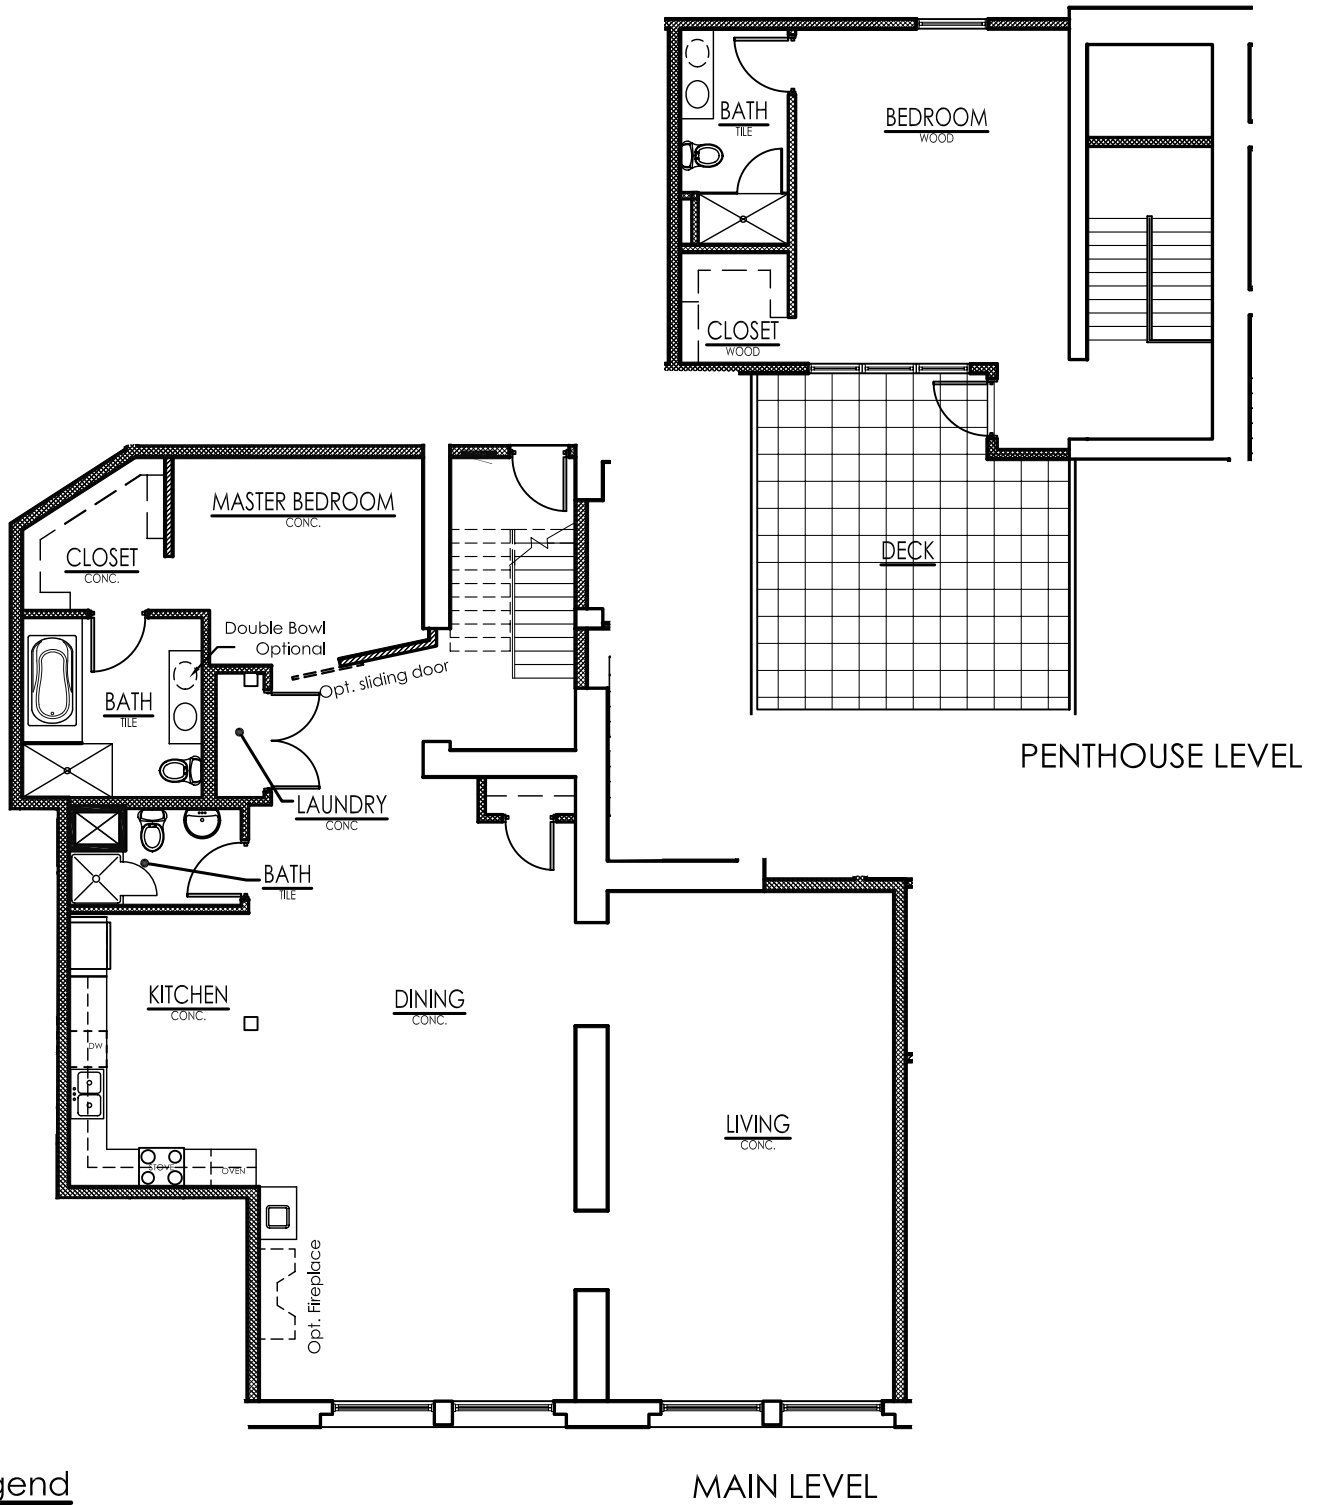 BATH
TILE
BEDROOM
WOOD
CLOSET
WOOD
DECK
PENTHOUSE LEVEL
MASTER BEDROOM
CONC.
CLOSET
CONC.
Double Bowl
Optional
Opt. sliding door
BATH
TILE
LAUNDRY
CONC
BATH
TILE
KITCHEN
CONC.
DINING
CONC.
DW
LIVING
CONC.
STOVE
OVEN
Opt. Fireplace
gend
MAIN LEVEL